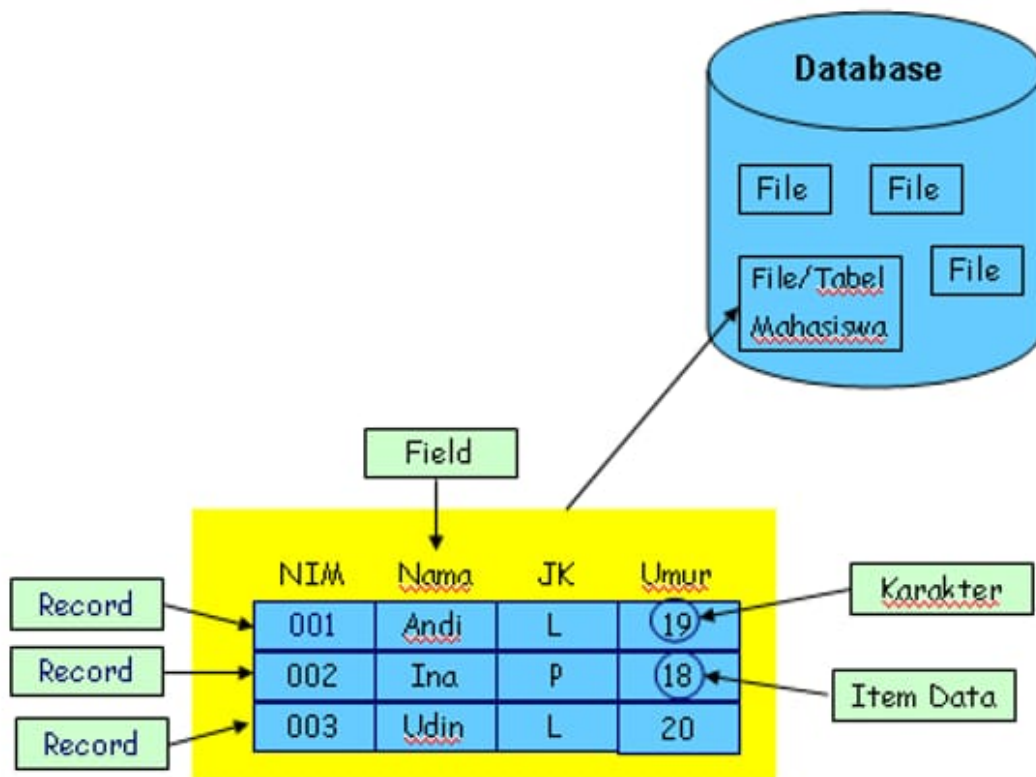 Database
File
File
File/Tabel
Mahasiswa
File
Field
NIM Nama JK Umur
Record
001 Andi L 19
Karakter
Record
002 Ina P 18
Item Data
Record
003 Udin L 20